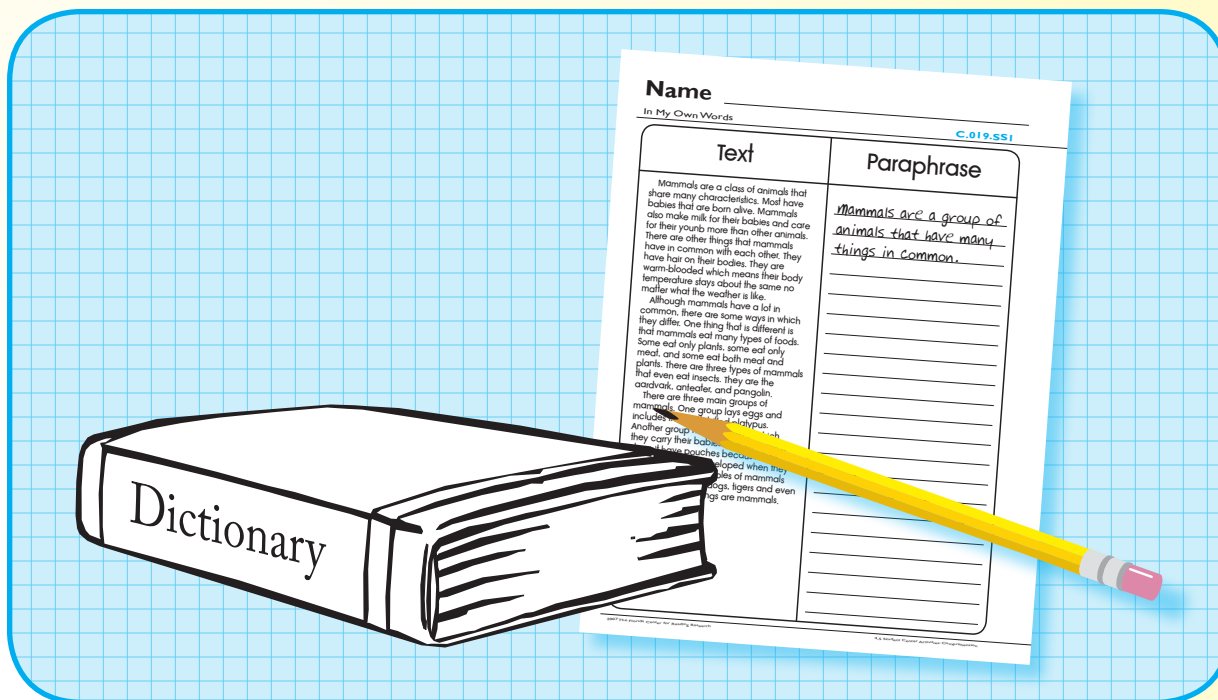 Name
In My Own Words
C.019.SS1
Text
Mammals are a class of animals that
share many characteristics. Most have
babies that are born alive. Mammals
also make milk for their babies and care
for their younb more than other animals.
There are other things that mammals
have in common with each other. They
have hair on their bodies. They are
warm-blooded which means their body
temperature stays about the same no
matter what the weather is like.
Although mammals have a lot in
common, there are some ways in which
they differ. One thing that is different is
that mammals eat many types of foods.
Some eat only plants, some eat only
meat, and some eat both meat and
plants. There are three types of mammals
that even eat insects. They are the
aardvark, anteater, and pangolin.
There are three main groups of
mammals. One group lays eggs and
includes platypus.
Another group
they carry their
have pouches
when they
of mammals
dogs, tigers and even
are mammals.
Paraphrase
Mammals are a group of
animals that have many
things in common.
Dictionary